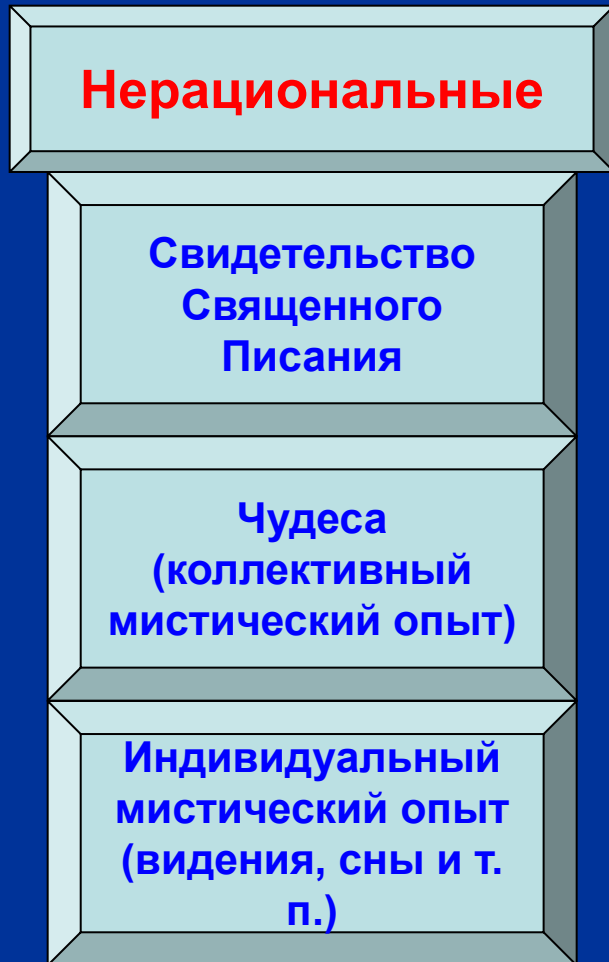 Нерациональные
Свидетельство
Священного
Писания
Чудеса
(коллективный
мистический опыт)
Индивидуальный
мистический опыт
(видения, сны и т.
п.)